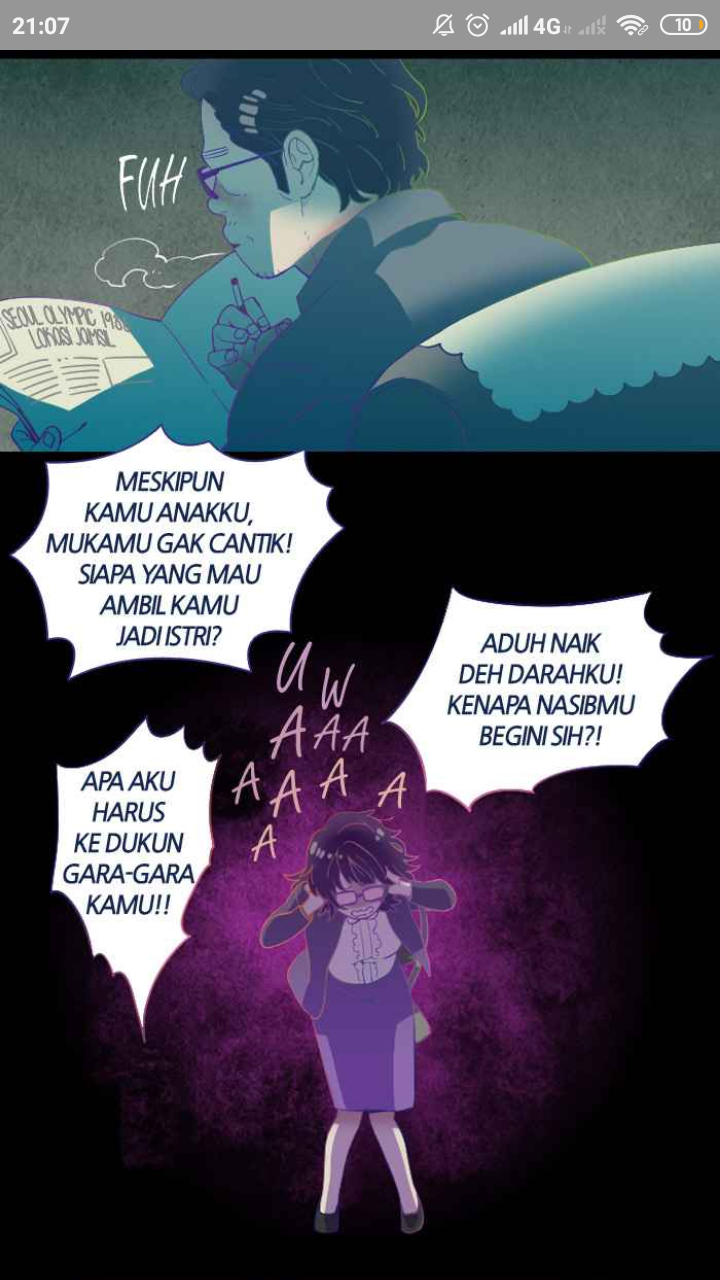 21:07
4G
10
FUH
SEOUL OLYMPIC 198
LOKASI JAMSIL
MESKIPUN
KAMU ANAKKU,
MUKAMU GAK CANTIK!
SIAPA YANG MAU
AMBIL KAMU
JADI ISTRI?
ADUH NAIK
DEH DARAHKU!
KENAPA NASIBMU
BEGINI SIH?!
U W
A A A
A A A A
A
APA AKU
HARUS
KE DUKUN
GARA-GARA
KAMU!!